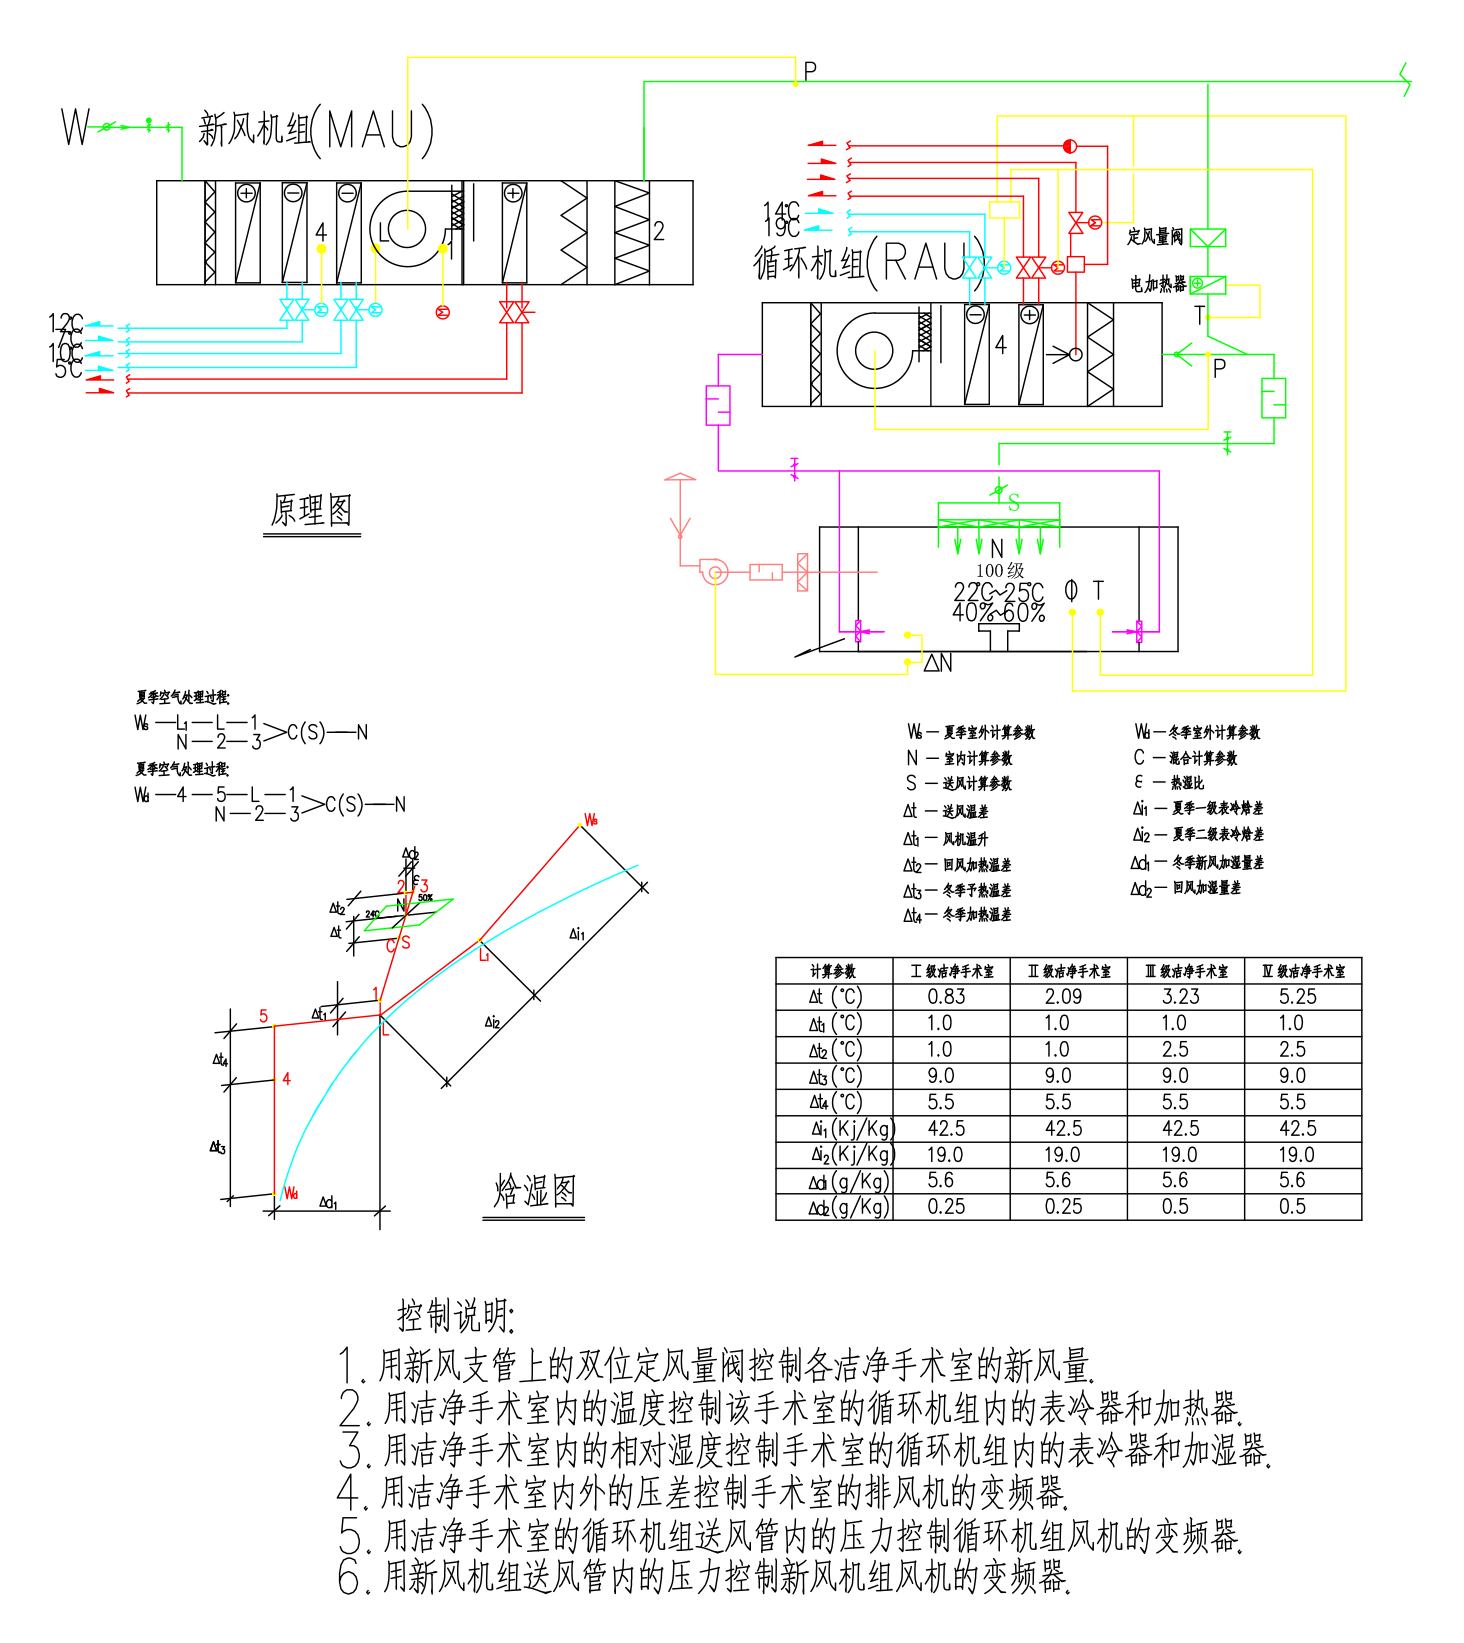 P
W
新风机组(MAU)
4
L
1
2
12℃
7℃
10℃
5℃
14℃
19℃
循环机组(RAU)
定风量阀
电加热器
T
P
4
原理图
S
N
100级
22℃~25℃
40%~60%
Φ T
ΔN
夏季空气处理过程:
Ws—L1—L—1
N—2—3>C(S)—N
夏季空气处理过程:
Wd—4—5—L—1
N—2—3>C(S)—N
Ws—夏季室外计算参数
N—室内计算参数
S—送风计算参数
Δt—送风温差
Δt1—风机温升
Δt2—回风加热温差
Δt3—冬季予热温差
Δt4—冬季加热温差
Wd—冬季室外计算参数
C—混合计算参数
ε—热湿比
Δi1—夏季一级表冷焓差
Δi2—夏季二级表冷焓差
Δd1—冬季新风加湿量差
Δd2—回风加湿量差
Ws
Δd2
ε
2 3
Δt2
N
50%
24℃
Δt
C S
L1
Δi1
1
Δt1
5
L
Δi2
Δt4
4
Δt3
Wd
Δd1
焓湿图
计算参数 Ⅰ级洁净手术室 Ⅱ级洁净手术室 Ⅲ级洁净手术室 Ⅳ级洁净手术室
Δt(℃) 0.83 2.09 3.23 5.25
Δt1(℃) 1.0 1.0 1.0 1.0
Δt2(℃) 1.0 1.0 2.5 2.5
Δt3(℃) 9.0 9.0 9.0 9.0
Δt4(℃) 5.5 5.5 5.5 5.5
Δi1(Kj/Kg) 42.5 42.5 42.5 42.5
Δi2(Kj/Kg) 19.0 19.0 19.0 19.0
Δd1(g/Kg) 5.6 5.6 5.6 5.6
Δd2(g/Kg) 0.25 0.25 0.5 0.5
控制说明:
1.用新风支管上的双位定风量阀控制各洁净手术室的新风量.
2.用洁净手术室内的温度控制该手术室的循环机组内的表冷器和加热器.
3.用洁净手术室内的相对湿度控制手术室的循环机组内的表冷器和加湿器.
4.用洁净手术室内外的压差控制手术室的排风机的变频器.
5.用洁净手术室的循环机组送风管内的压力控制循环机组风机的变频器.
6.用新风机组送风管内的压力控制新风机组风机的变频器.